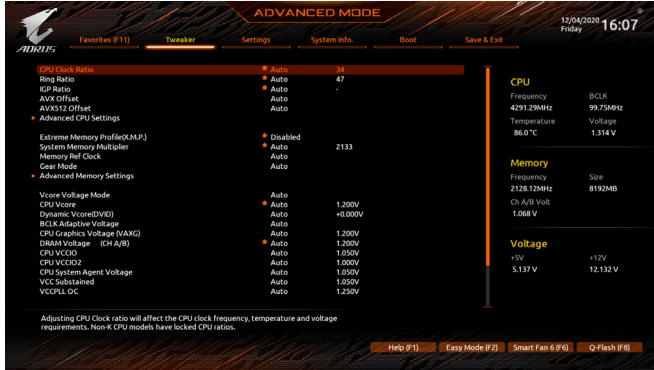 ADVANCED MODE
12/04/2020 Friday 16:07
AORUS
Favorites (F11) Tweaker Settings System Info. Boot Save & Exit
CPU Clock Ratio * Auto 34
Ring Ratio * Auto 47
IGP Ratio * Auto -
AVX Offset Auto
AVX512 Offset Auto
Advanced CPU Settings
Extreme Memory Profile(X.M.P.) * Disabled
System Memory Multiplier * Auto 2133
Memory Ref Clock Auto
Gear Mode Auto
Advanced Memory Settings
Vcore Voltage Mode Auto
CPU Vcore * Auto 1.200V
Dynamic Vcore(DVID) Auto +0.000V
BCLK Adaptive Voltage Auto
CPU Graphics Voltage (VAXG) Auto 1.200V
DRAM Voltage (CH A/B) * Auto 1.200V
CPU VCCIO Auto 1.050V
CPU VCCIO2 Auto 1.000V
CPU System Agent Voltage Auto 1.050V
VCC Substained Auto 1.050V
VCCPLL OC Auto 1.250V
CPU
Frequency BCLK
4291.29MHz 99.75MHz
Temperature Voltage
86.0 °C 1.314 V
Memory
Frequency Size
2128.12MHz 8192MB
Ch A/B Volt
1.068 V
Voltage
+5V +12V
5.137 V 12.132 V
Adjusting CPU Clock ratio will affect the CPU clock frequency, temperature and voltage
requirements. Non-K CPU models have locked CPU ratios.
Help (F1) Easy Mode (F2) Smart Fan 6 (F6) Q-Flash (F8)